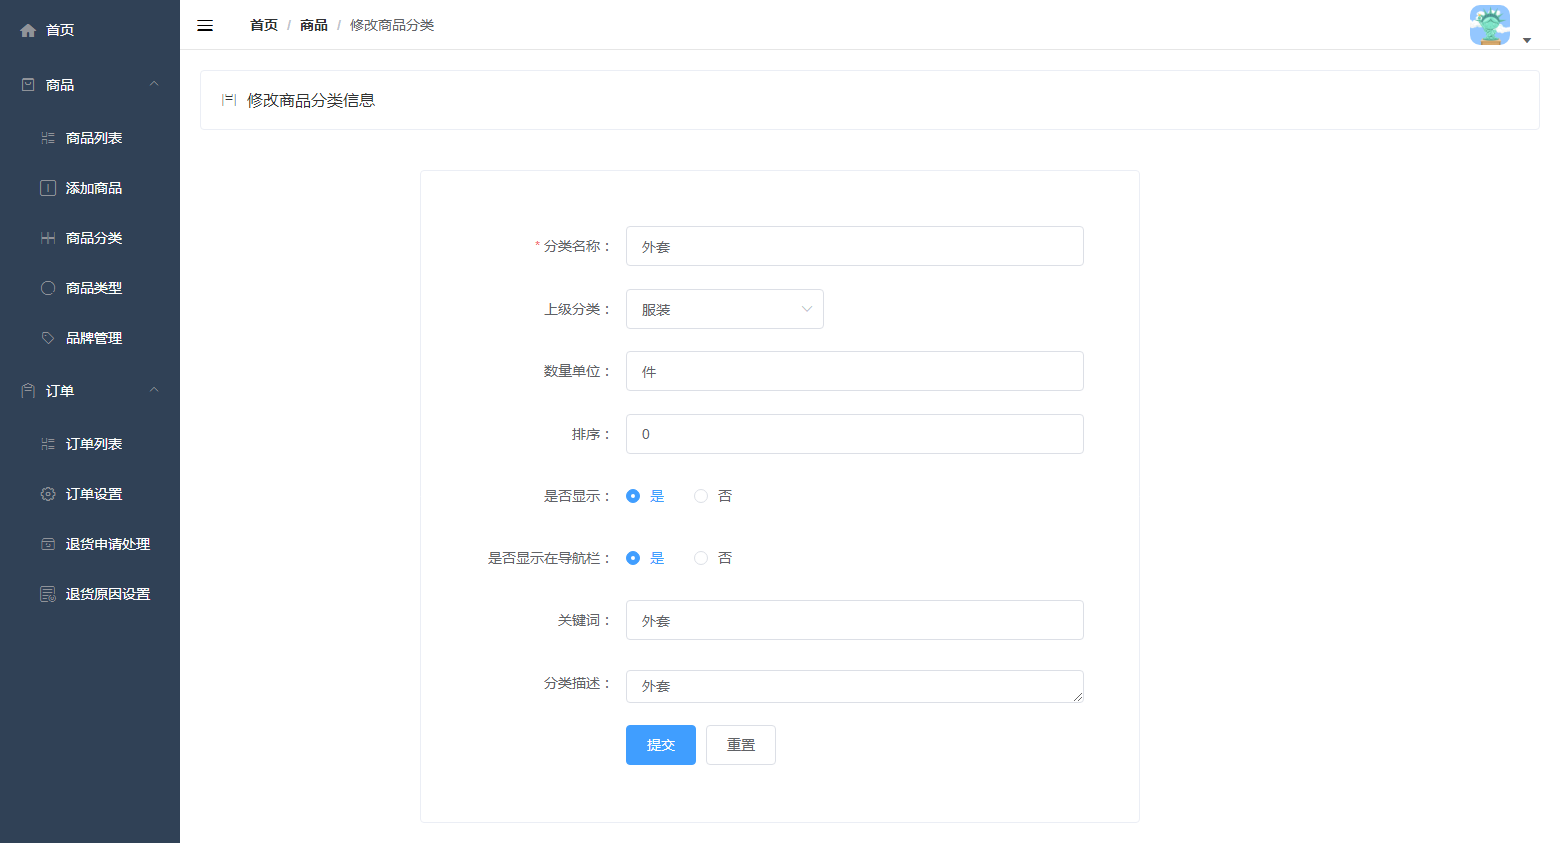 首页
商品
商品列表
添加商品
商品分类
商品类型
品牌管理
订单
订单列表
订单设置
退货申请处理
退货原因设置
首页 / 商品 / 修改商品分类
修改商品分类信息
* 分类名称： 外套
上级分类： 服装
数量单位： 件
排序： 0
是否显示： 是 否
是否显示在导航栏： 是 否
关键词： 外套
分类描述： 外套
提交 重置